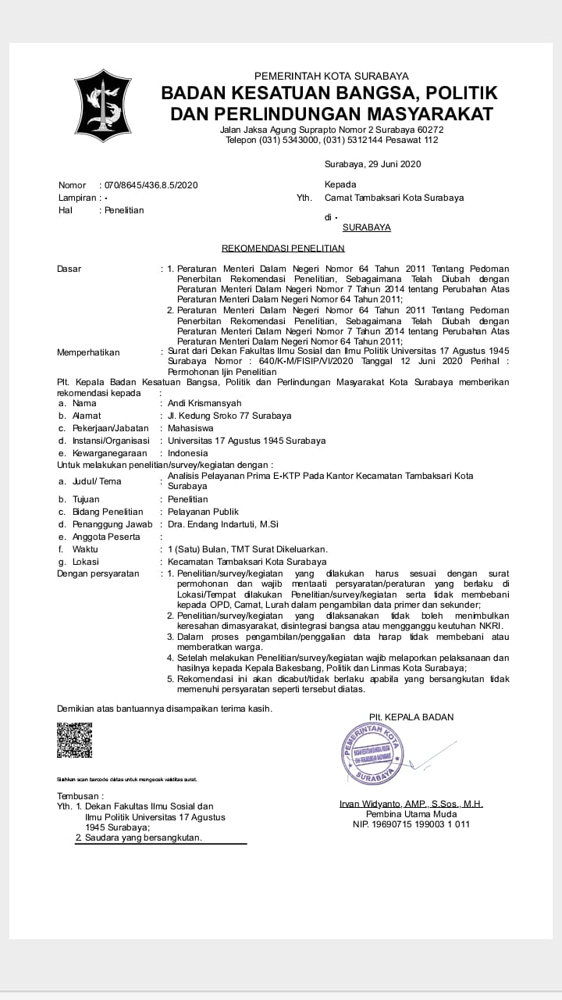 PEMERINTAH KOTA SURABAYA
BADAN KESATUAN BANGSA, POLITIK
DAN PERLINDUNGAN MASYARAKAT
Jalan Jaksa Agung Suprapto Nomor 2 Surabaya 60272
Telepon (031) 5343000, (031) 5312144 Pesawat 112
Surabaya, 29 Juni 2020
Nomor : 070/8645/436.8.5/2020
Lampiran : -
Hal : Penelitian
Kepada
Yth. Camat Tambaksari Kota Surabaya
di -
SURABAYA
REKOMENDASI PENELITIAN
Dasar : 1. Peraturan Menteri Dalam Negeri Nomor 64 Tahun 2011 Tentang Pedoman
Penerbitan Rekomendasi Penelitian, Sebagaimana Telah Diubah dengan
Peraturan Menteri Dalam Negeri Nomor 7 Tahun 2014 tentang Perubahan Atas
Peraturan Menteri Dalam Negeri Nomor 64 Tahun 2011;
2. Peraturan Menteri Dalam Negeri Nomor 64 Tahun 2011 Tentang Pedoman
Penerbitan Rekomendasi Penelitian, Sebagaimana Telah Diubah dengan
Peraturan Menteri Dalam Negeri Nomor 7 Tahun 2014 tentang Perubahan Atas
Peraturan Menteri Dalam Negeri Nomor 64 Tahun 2011;
Memperhatikan : Surat dari Dekan Fakultas Ilmu Sosial dan Ilmu Politik Universitas 17 Agustus 1945
Surabaya Nomor : 640/K-M/FISIP/VI/2020 Tanggal 12 Juni 2020 Perihal :
Permohonan Ijin Penelitian
Plt. Kepala Badan Kesatuan Bangsa, Politik dan Perlindungan Masyarakat Kota Surabaya memberikan
rekomendasi kepada :
a. Nama : Andi Krismansyah
b. Alamat : Jl. Kedung Sroko 77 Surabaya
c. Pekerjaan/Jabatan : Mahasiswa
d. Instansi/Organisasi : Universitas 17 Agustus 1945 Surabaya
e. Kewarganegaraan : Indonesia
Untuk melakukan penelitian/survey/kegiatan dengan :
a. Judul/ Tema : Analisis Pelayanan Prima E-KTP Pada Kantor Kecamatan Tambaksari Kota
Surabaya
b. Tujuan : Penelitian
c. Bidang Penelitian : Pelayanan Publik
d. Penanggung Jawab : Dra. Endang Indartuti, M.Si
e. Anggota Peserta :
f. Waktu : 1 (Satu) Bulan, TMT Surat Dikeluarkan.
g. Lokasi : Kecamatan Tambaksari Kota Surabaya
Dengan persyaratan : 1. Penelitian/survey/kegiatan yang dilakukan harus sesuai dengan surat
permohonan dan wajib mentaati persyaratan/peraturan yang berlaku di
Lokasi/Tempat dilakukan Penelitian/survey/kegiatan serta tidak membebani
kepada OPD, Camat, Lurah dalam pengambilan data primer dan sekunder;
2. Penelitian/survey/kegiatan yang dilaksanakan tidak boleh menimbulkan
keresahan dimasyarakat, disintegrasi bangsa atau mengganggu keutuhan NKRI.
3. Dalam proses pengambilan/penggalian data harap tidak membebani atau
memberatkan warga.
4. Setelah melakukan Penelitian/survey/kegiatan wajib melaporkan pelaksanaan dan
hasilnya kepada Kepala Bakesbang, Politik dan Linmas Kota Surabaya;
5. Rekomendasi ini akan dicabut/tidak berlaku apabila yang bersangkutan tidak
memenuhi persyaratan seperti tersebut diatas.
Demikian atas bantuannya disampaikan terima kasih.
Plt. KEPALA BADAN
PEMERINTAH KOTA
SURABAYA
Silahkan scan barcode diatas untuk mengecek validitas surat.
Irvan Widyanto, AMP., S.Sos., M.H.
Pembina Utama Muda
NIP. 19690715 199003 1 011
Tembusan :
Yth. 1. Dekan Fakultas Ilmu Sosial dan
Ilmu Politik Universitas 17 Agustus
1945 Surabaya;
2. Saudara yang bersangkutan.